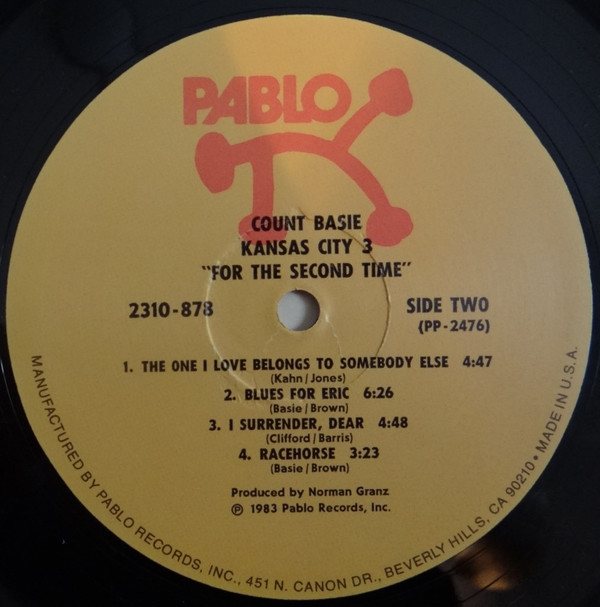 PABLO
COUNT BASIE
KANSAS CITY 3
"FOR THE SECOND TIME"
2310-878
SIDE TWO
(PP-2476)
1. THE ONE I LOVE BELONGS TO SOMEBODY ELSE 4:47
(Kahn/Jones)
2. BLUES FOR ERIC 6:26
(Basie/Brown)
3. I SURRENDER, DEAR 4:48
(Clifford/Barris)
4. RACEHORSE 3:23
(Basie/Brown)
Produced by Norman Granz
℗ 1983 Pablo Records, Inc.
MANUFACTURED BY PABLO RECORDS, INC., 451 N. CANON DR., BEVERLY HILLS, CA 90210 • MADE IN U.S.A.